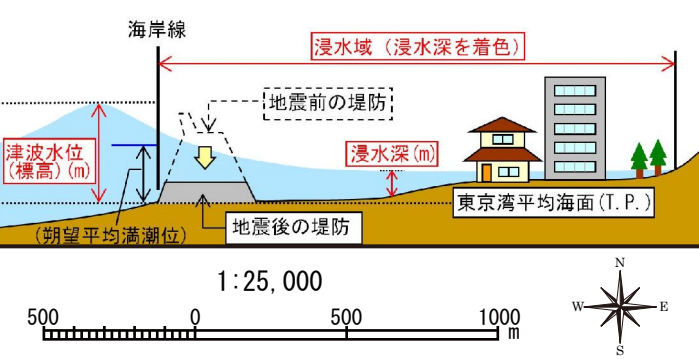 海岸線
浸水域（浸水深を着色）
地震前の堤防
津波水位
(標高)(m)
浸水深(m)
東京湾平均海面(T.P.)
地震後の堤防
(朔望平均満潮位)
1:25,000
500 0 500 1000
m
N
W E
S